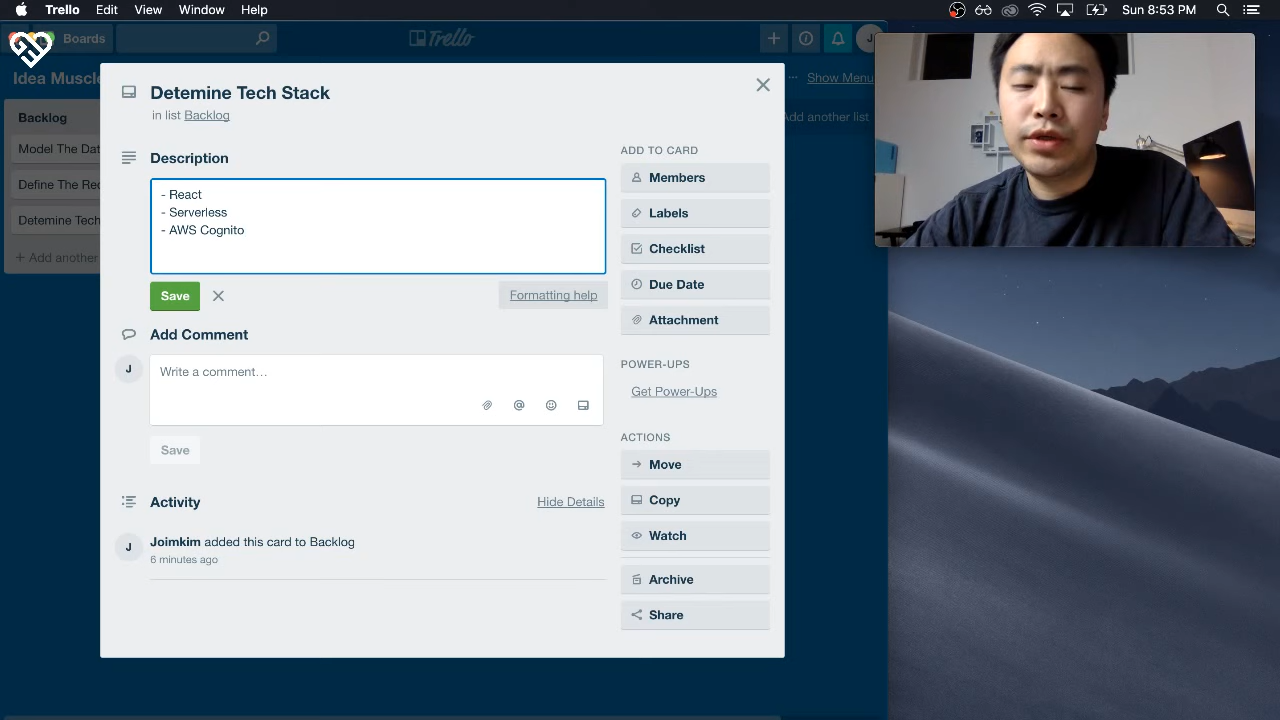 Trello Edit View Window Help
Sun 8:53 PM
Boards
Trello
J
Idea Muscle
Show Menu
Backlog
Add another list
Model The Dat
Define The Re
Detemine Tech
+ Add another
Detemine Tech Stack
in list Backlog
Description
- React
- Serverless
- AWS Cognito
Save
Formatting help
Add Comment
J
Write a comment…
Save
Activity
Hide Details
J
Joimkim added this card to Backlog
6 minutes ago
ADD TO CARD
Members
Labels
Checklist
Due Date
Attachment
POWER-UPS
Get Power-Ups
ACTIONS
Move
Copy
Watch
Archive
Share